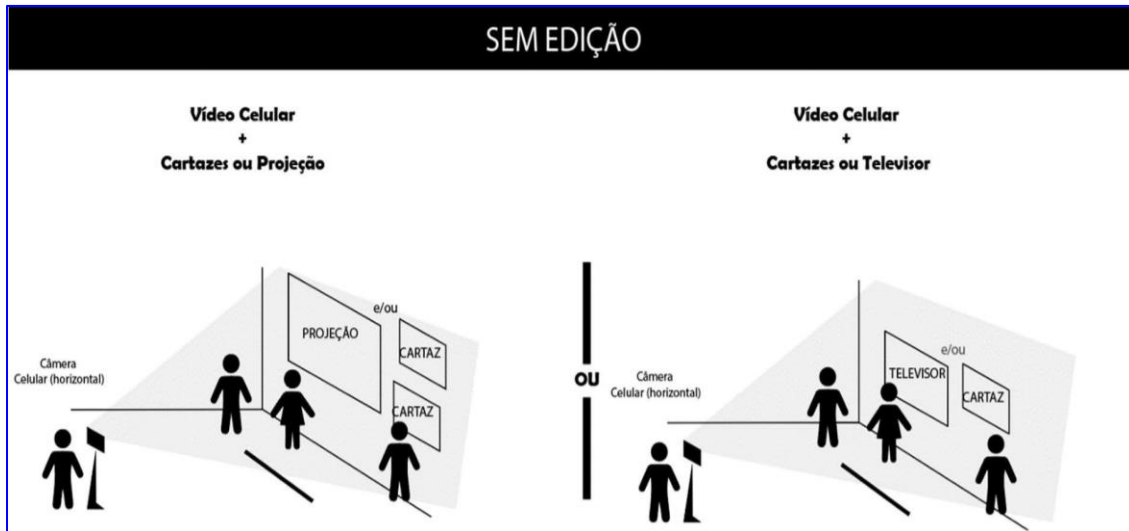 SEM EDIÇÃO
Vídeo Celular
+
Cartazes ou Projeção
PROJEÇÃO
e/ou
CARTAZ
CARTAZ
Câmera
Celular (horizontal)
OU
Vídeo Celular
+
Cartazes ou Televisor
TELEVISOR
e/ou
CARTAZ
Câmera
Celular (horizontal)